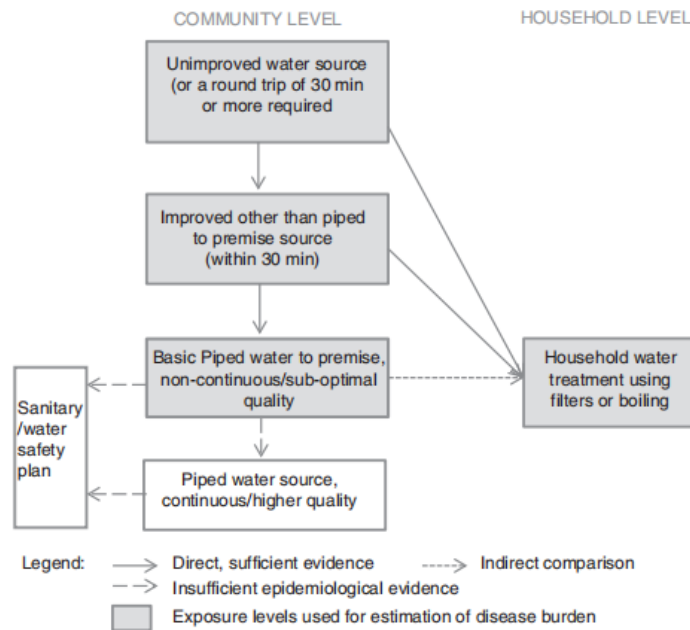 COMMUNITY LEVEL
HOUSEHOLD LEVEL
Unimproved water source
(or a round trip of 30 min
or more required
Improved other than piped
to premise source
(within 30 min)
Basic Piped water to premise,
non-continuous/sub-optimal
quality
Household water
treatment using
filters or boiling
Sanitary
/water
safety
plan
Piped water source,
continuous/higher quality
Legend:
Direct, sufficient evidence
Indirect comparison
Insufficient epidemiological evidence
Exposure levels used for estimation of disease burden